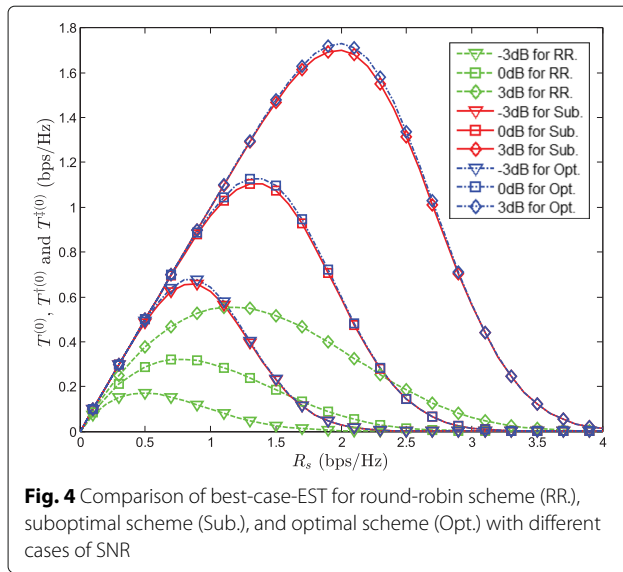 1.8
1.6
1.4
1.2
1
0.8
0.6
0.4
0.2
0
T^{(0)}, T^{†(0)} and T^{‡(0)} (bps/Hz)
-3dB for RR.
0dB for RR.
3dB for RR.
-3dB for Sub.
0dB for Sub.
3dB for Sub.
-3dB for Opt.
0dB for Opt.
3dB for Opt.
0 0.5 1 1.5 2 2.5 3 3.5 4
R_s (bps/Hz)
Fig. 4 Comparison of best-case-EST for round-robin scheme (RR.),
suboptimal scheme (Sub.), and optimal scheme (Opt.) with different
cases of SNR